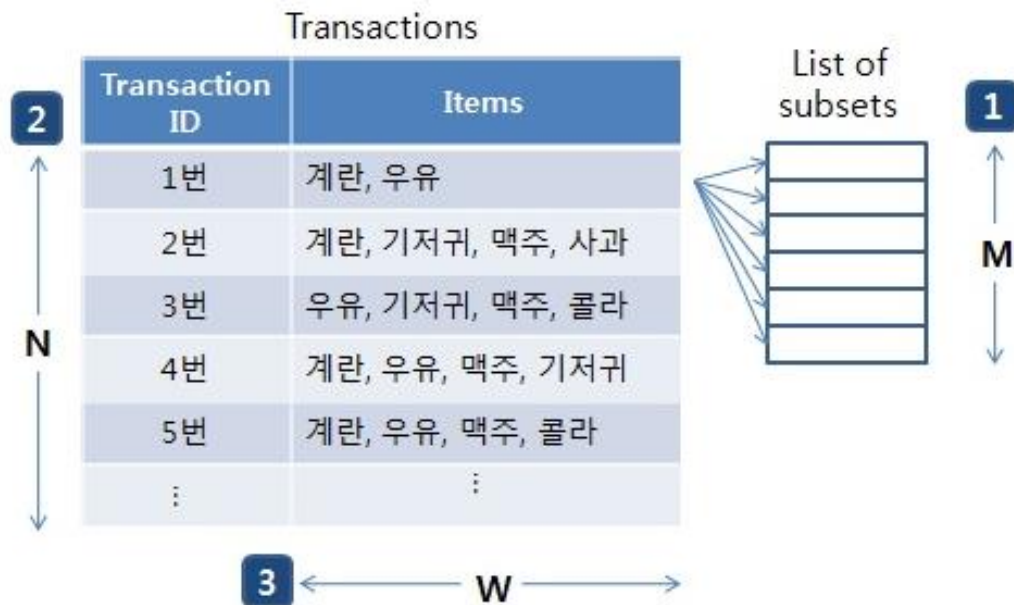 Transactions
List of
subsets
Transaction
ID
Items
2
1
1번
계란, 우유
2번
계란, 기저귀, 맥주, 사과
M
3번
우유, 기저귀, 맥주, 콜라
N
4번
계란, 우유, 맥주, 기저귀
5번
계란, 우유, 맥주, 콜라
⋮
⋮
3
W